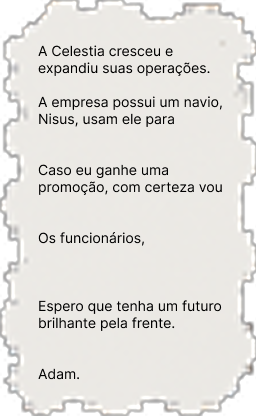 A Celestia cresceu e
expandiu suas operações.
A empresa possui um navio,
Nisus, usam ele para
Caso eu ganhe uma
promoção, com certeza vou
Os funcionários,
Espero que tenha um futuro
brilhante pela frente.
Adam.